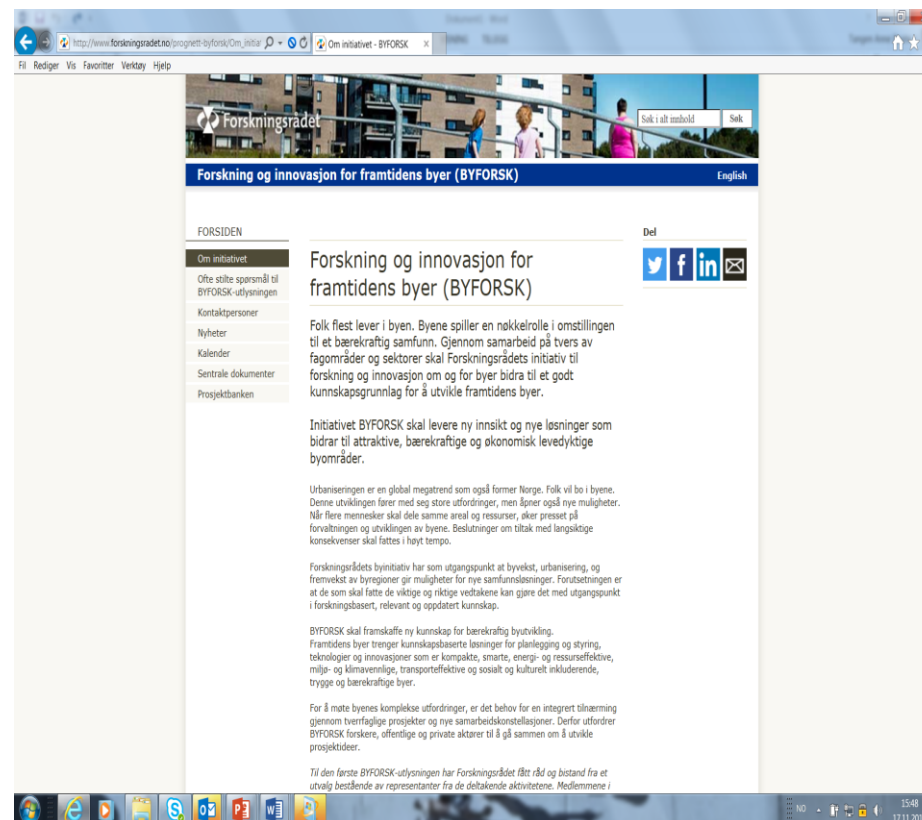 Dokument1 - Word
http://www.forskningsradet.no/prognett-byforsk/Om_initiar
Om initiativet - BYFORSK
Fil Rediger Vis Favoritter Verktøy Hjelp
Forskningsrådet
Søk i alt innhold
Søk
Forskning og innovasjon for framtidens byer (BYFORSK)
English
FORSIDEN
Om initiativet
Ofte stilte spørsmål til
BYFORSK-utlysningen
Kontaktpersoner
Nyheter
Kalender
Sentrale dokumenter
Prosjektbanken
Forskning og innovasjon for
framtidens byer (BYFORSK)
Folk flest lever i byen. Byene spiller en nøkkelrolle i omstillingen
til et bærekraftig samfunn. Gjennom samarbeid på tvers av
fagområder og sektorer skal Forskningsrådets initiativ til
forskning og innovasjon om og for byer bidra til et godt
kunnskapsgrunnlag for å utvikle framtidens byer.
Initiativet BYFORSK skal levere ny innsikt og nye løsninger som
bidrar til attraktive, bærekraftige og økonomisk levedyktige
byområder.
Urbaniseringen er en global megatrend som også former Norge. Folk vil bo i byene.
Denne utviklingen fører med seg store utfordringer, men åpner også nye muligheter.
Når flere mennesker skal dele samme areal og ressurser, øker presset på
forvaltningen og utviklingen av byene. Beslutninger om tiltak med langsiktige
konsekvenser skal fattes i høyt tempo.
Forskningsrådets byinitiativ har som utgangspunkt at byvekst, urbanisering, og
fremvekst av byregioner gir muligheter for nye samfunnsløsninger. Forutsetningen er
at de som skal fatte de viktige og riktige vedtakene kan gjøre det med utgangspunkt
i forskningsbasert, relevant og oppdatert kunnskap.
BYFORSK skal framskaffe ny kunnskap for bærekraftig byutvikling.
Framtidens byer trenger kunnskapsbaserte løsninger for planlegging og styring,
teknologier og innovasjoner som er kompakte, smarte, energi- og ressurseffektive,
miljø- og klimavennlige, transporteffektive og sosialt og kulturelt inkluderende,
trygge og bærekraftige byer.
For å møte byenes komplekse utfordringer, er det behov for en integrert tilnærming
gjennom tverrfaglige prosjekter og nye samarbeidskonstellasjoner. Derfor utfordrer
BYFORSK forskere, offentlige og private aktører til å gå sammen om å utvikle
prosjektideer.
Til den første BYFORSK-utlysningen har Forskningsrådet fått råd og bistand fra et
utvalg bestående av representanter fra de deltakende aktivitetene. Medlemmene i
Del
NO
15:48
17.11.20